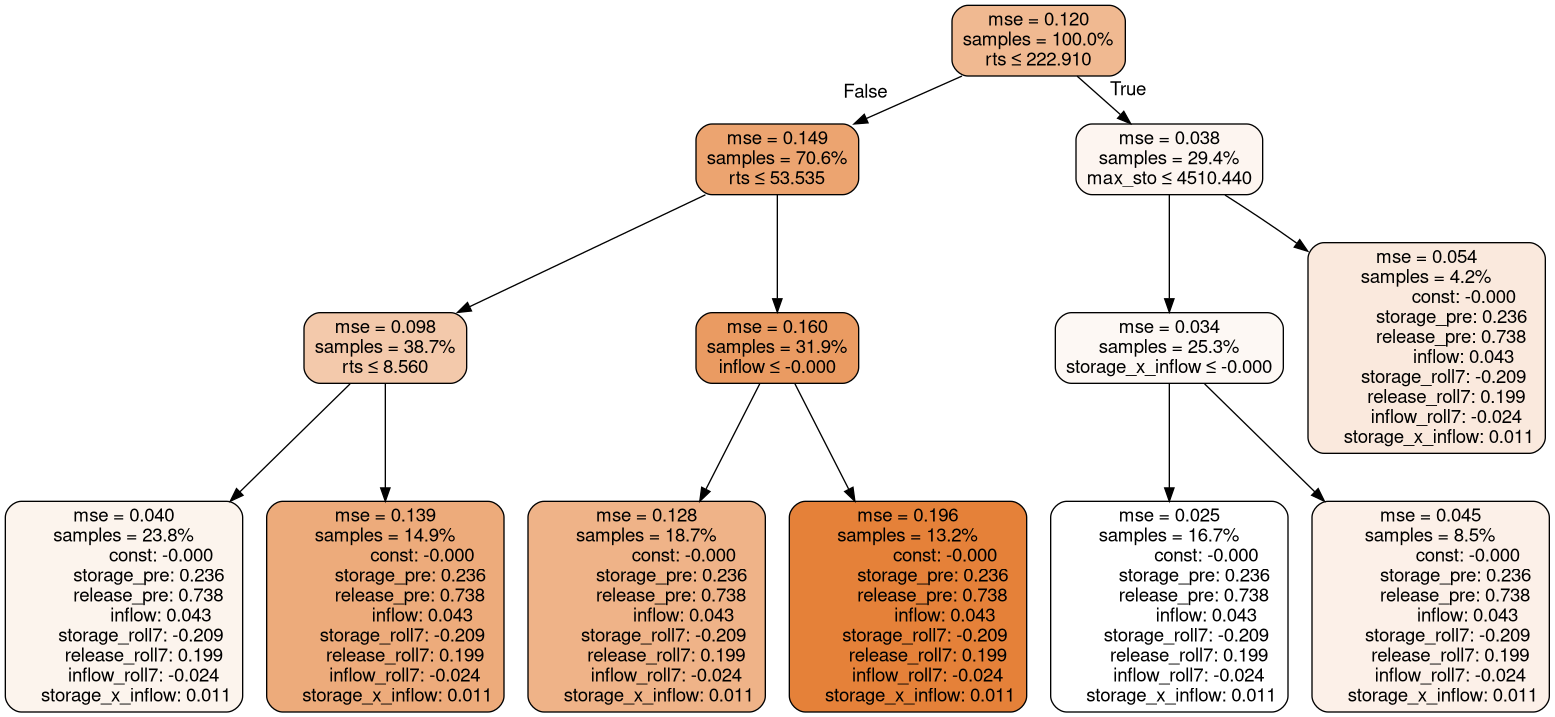 mse = 0.120
samples = 100.0%
rts ≤ 222.910
False
True
mse = 0.149
samples = 70.6%
rts ≤ 53.535
mse = 0.038
samples = 29.4%
max_sto ≤ 4510.440
mse = 0.098
samples = 38.7%
rts ≤ 8.560
mse = 0.160
samples = 31.9%
inflow ≤ -0.000
mse = 0.034
samples = 25.3%
storage_x_inflow ≤ -0.000
mse = 0.054
samples = 4.2%
const: -0.000
storage_pre: 0.236
release_pre: 0.738
inflow: 0.043
storage_roll7: -0.209
release_roll7: 0.199
inflow_roll7: -0.024
storage_x_inflow: 0.011
mse = 0.040
samples = 23.8%
const: -0.000
storage_pre: 0.236
release_pre: 0.738
inflow: 0.043
storage_roll7: -0.209
release_roll7: 0.199
inflow_roll7: -0.024
storage_x_inflow: 0.011
mse = 0.139
samples = 14.9%
const: -0.000
storage_pre: 0.236
release_pre: 0.738
inflow: 0.043
storage_roll7: -0.209
release_roll7: 0.199
inflow_roll7: -0.024
storage_x_inflow: 0.011
mse = 0.128
samples = 18.7%
const: -0.000
storage_pre: 0.236
release_pre: 0.738
inflow: 0.043
storage_roll7: -0.209
release_roll7: 0.199
inflow_roll7: -0.024
storage_x_inflow: 0.011
mse = 0.196
samples = 13.2%
const: -0.000
storage_pre: 0.236
release_pre: 0.738
inflow: 0.043
storage_roll7: -0.209
release_roll7: 0.199
inflow_roll7: -0.024
storage_x_inflow: 0.011
mse = 0.025
samples = 16.7%
const: -0.000
storage_pre: 0.236
release_pre: 0.738
inflow: 0.043
storage_roll7: -0.209
release_roll7: 0.199
inflow_roll7: -0.024
storage_x_inflow: 0.011
mse = 0.045
samples = 8.5%
const: -0.000
storage_pre: 0.236
release_pre: 0.738
inflow: 0.043
storage_roll7: -0.209
release_roll7: 0.199
inflow_roll7: -0.024
storage_x_inflow: 0.011